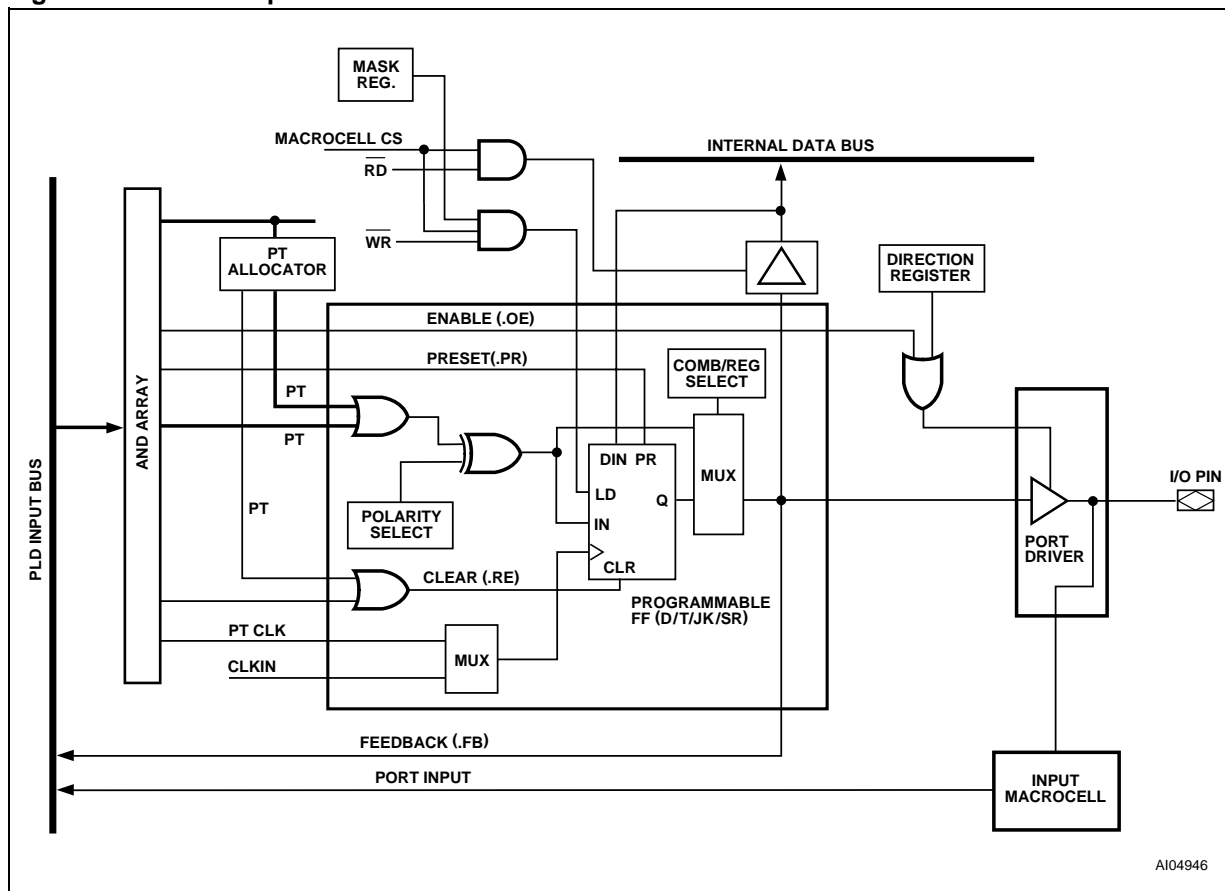 MASK
REG.
MACROCELL CS
RD
WR
INTERNAL DATA BUS
PT
ALLOCATOR
DIRECTION
REGISTER
ENABLE (.OE)
PRESET(.PR)
COMB/REG
SELECT
PT
PT
AND ARRAY
PLD INPUT BUS
DIN PR
MUX
LD
Q
IN
CLR
I/O PIN
POLARITY
SELECT
PORT
DRIVER
PT
CLEAR (.RE)
PROGRAMMABLE
FF (D/T/JK/SR)
PT CLK
MUX
CLKIN
FEEDBACK (.FB)
PORT INPUT
INPUT
MACROCELL
AI04946